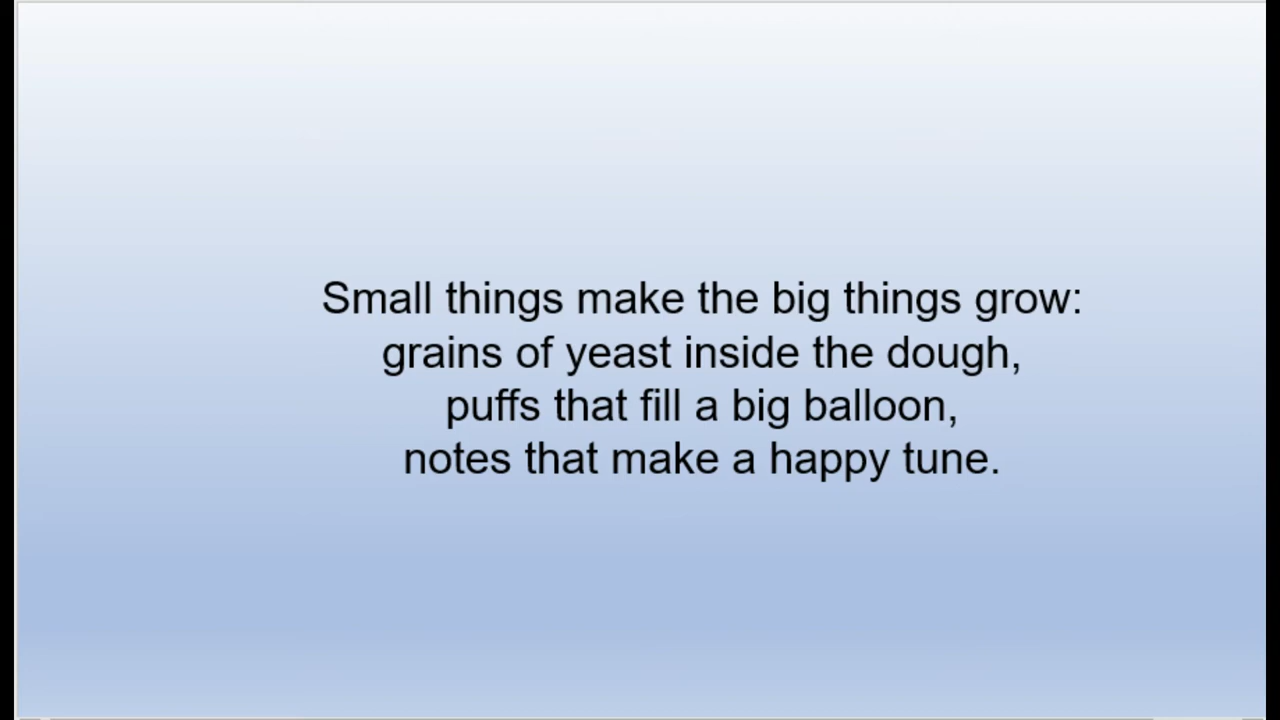 Small things make the big things grow:
grains of yeast inside the dough,
puffs that fill a big balloon,
notes that make a happy tune.